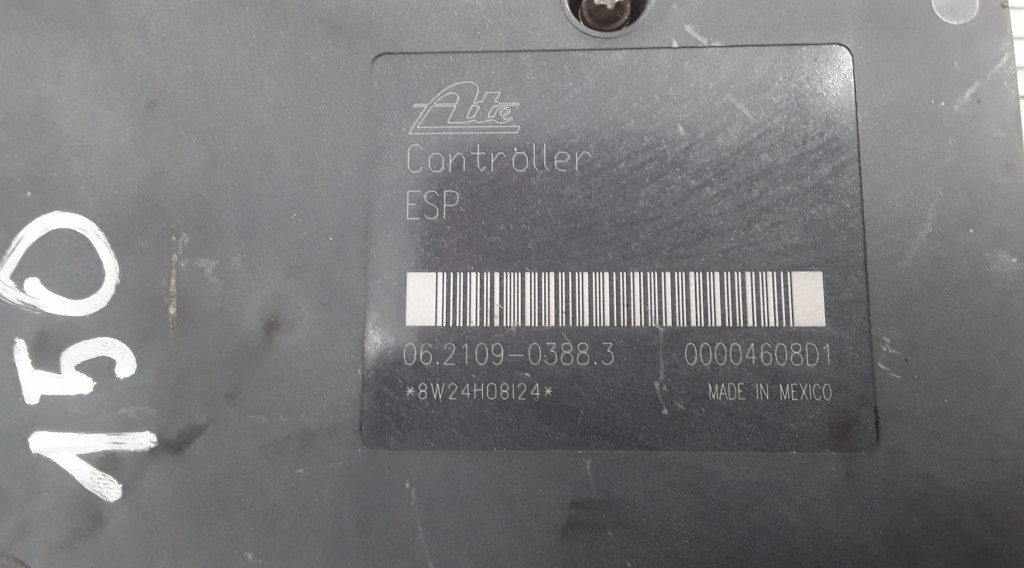 Ate
Controller
ESP
06.2109-0388.3 00004608D1
*8W24H08I24* MADE IN MEXICO
150